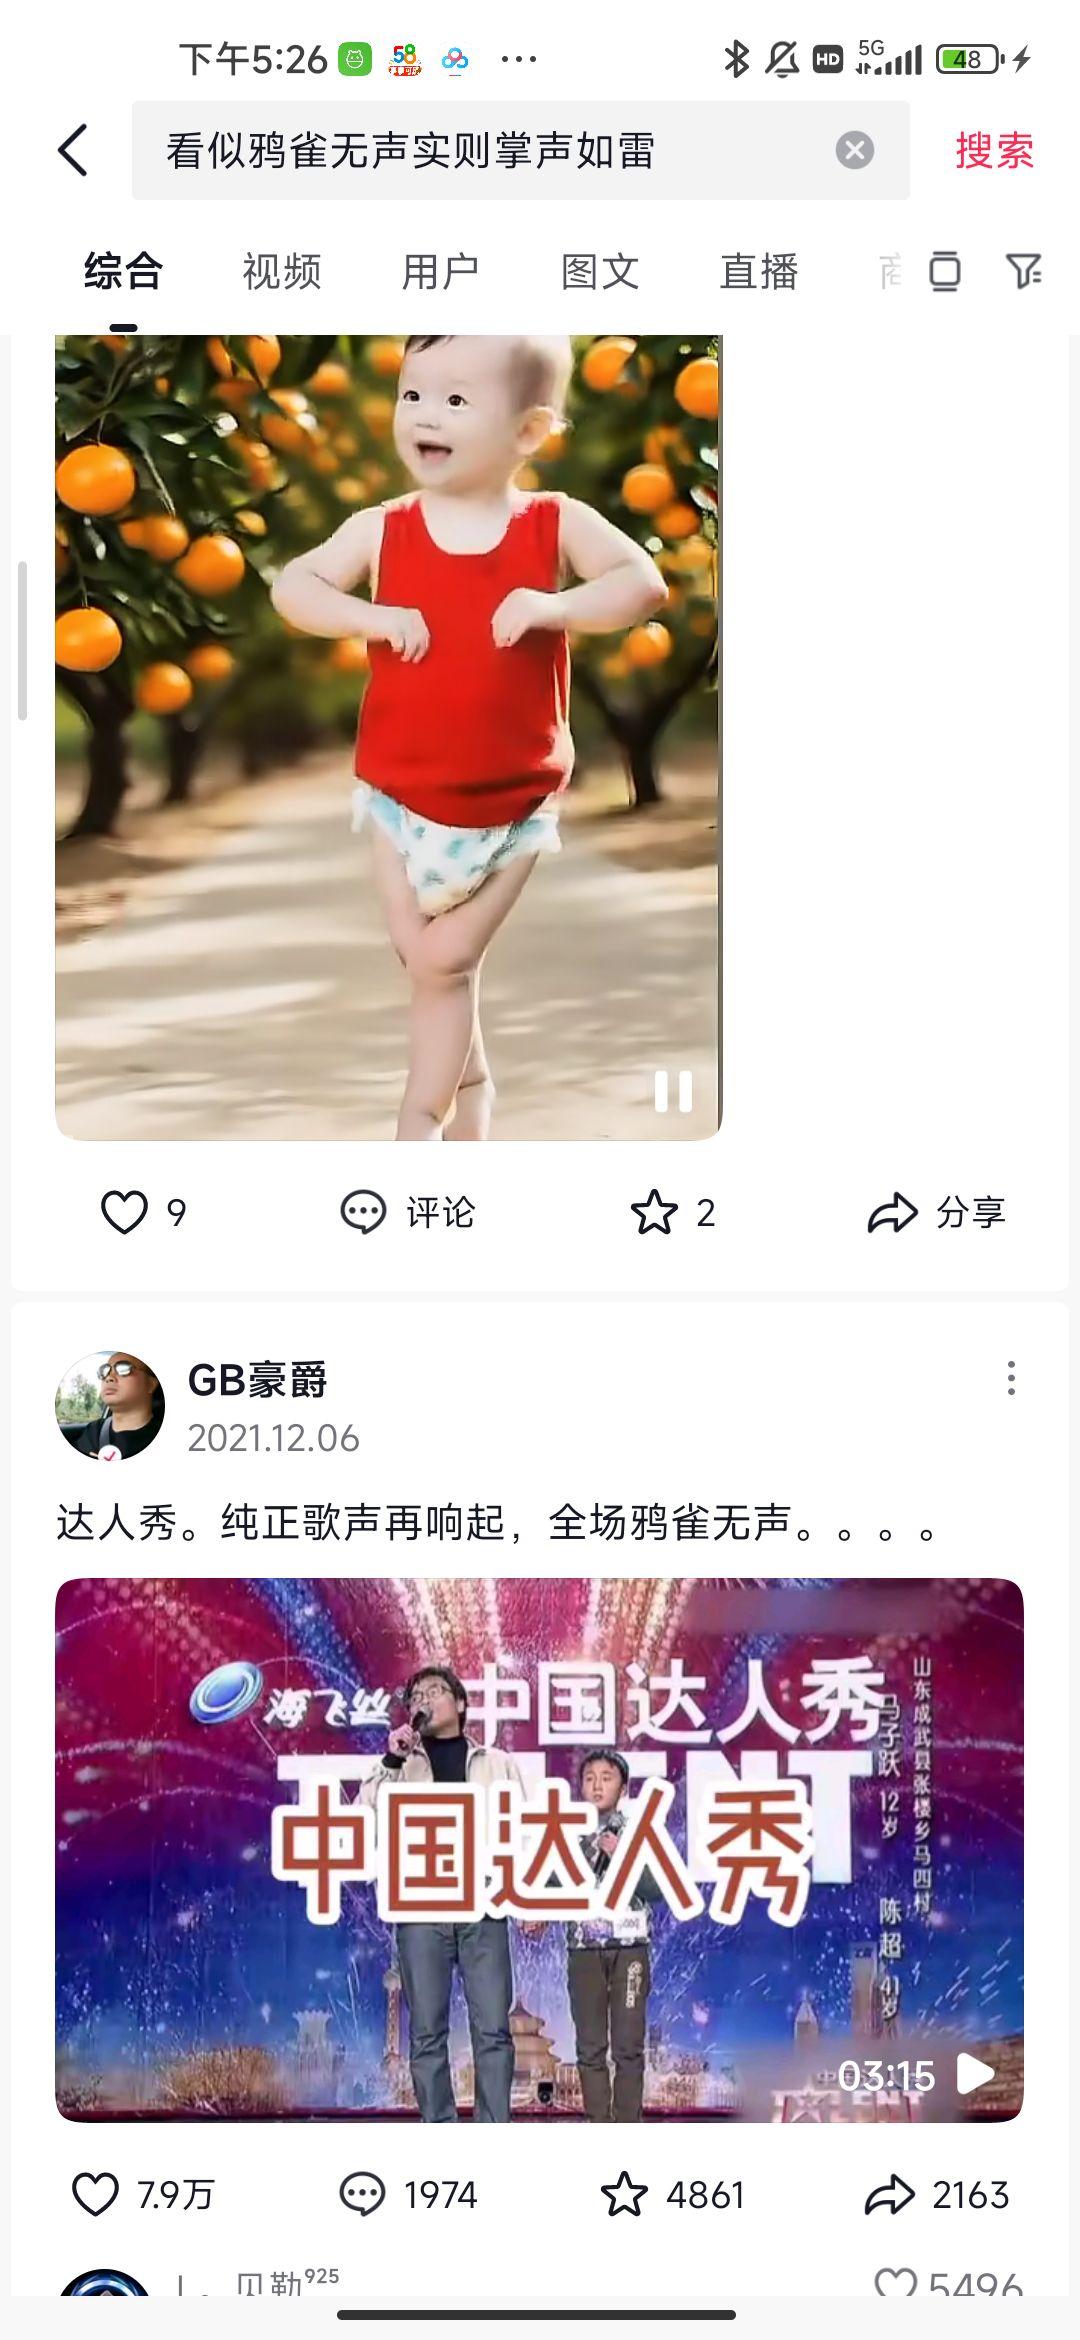 下午5:26
58
HD
5G
48
看似鸦雀无声实则掌声如雷
搜索
综合
视频
用户
图文
直播
9
评论
2
分享
GB豪爵
2021.12.06
达人秀。纯正歌声再响起，全场鸦雀无声。。。。
海飞丝
中国达人秀
山东成武县张楼乡马四村
马子跃 12岁 陈超 41岁
中国达人秀
03:15
7.9万
1974
4861
2163
贝勒925
5496